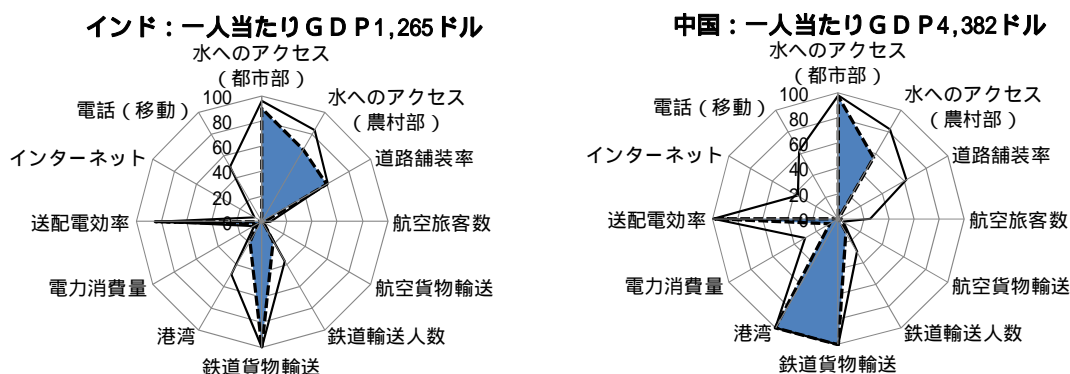 インド：一人当たりＧＤＰ1,265ドル
水へのアクセス
（都市部）
水へのアクセス
（農村部）
道路舗装率
航空旅客数
航空貨物輸送
鉄道輸送人数
鉄道貨物輸送
港湾
電力消費量
送配電効率
インターネット
電話（移動）
100
80
60
40
20
0
中国：一人当たりＧＤＰ4,382ドル
水へのアクセス
（都市部）
水へのアクセス
（農村部）
道路舗装率
航空旅客数
航空貨物輸送
鉄道輸送人数
鉄道貨物輸送
港湾
電力消費量
送配電効率
インターネット
電話（移動）
100
80
60
40
20
0